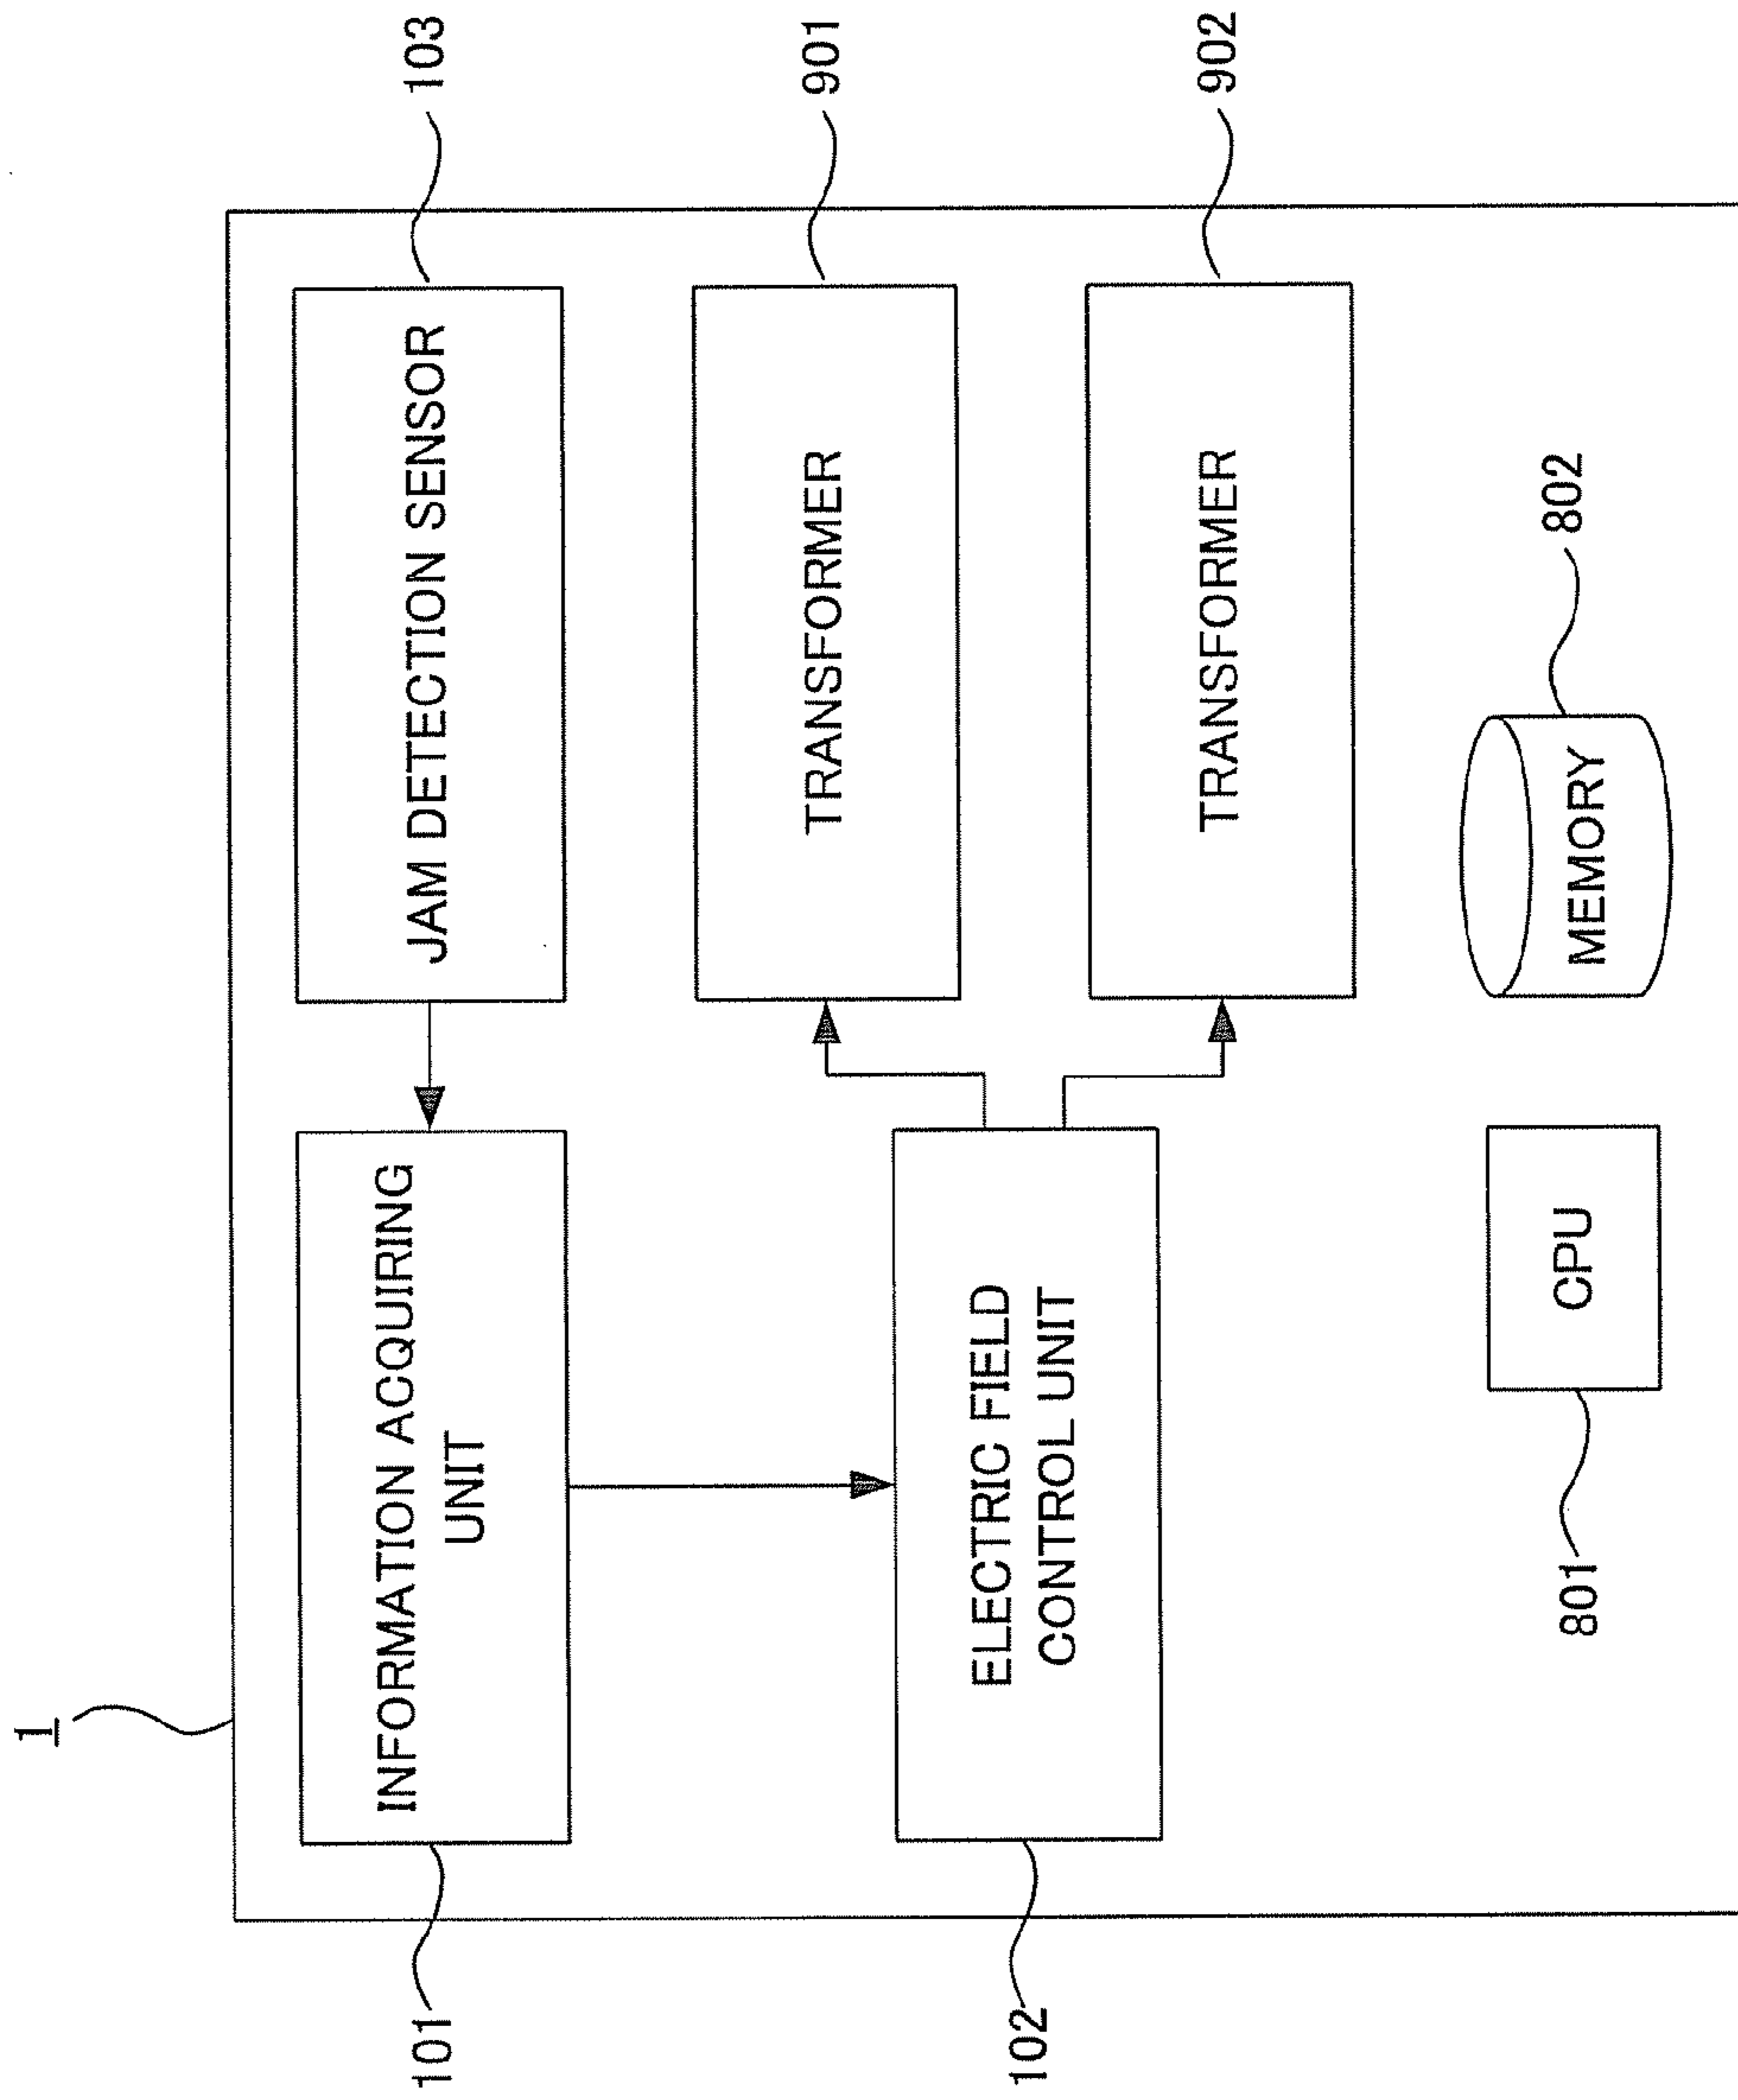 1
101
INFORMATION ACQUIRING
UNIT
JAM DETECTION SENSOR
103
TRANSFORMER
901
102
ELECTRIC FIELD
CONTROL UNIT
TRANSFORMER
902
801
CPU
MEMORY
802